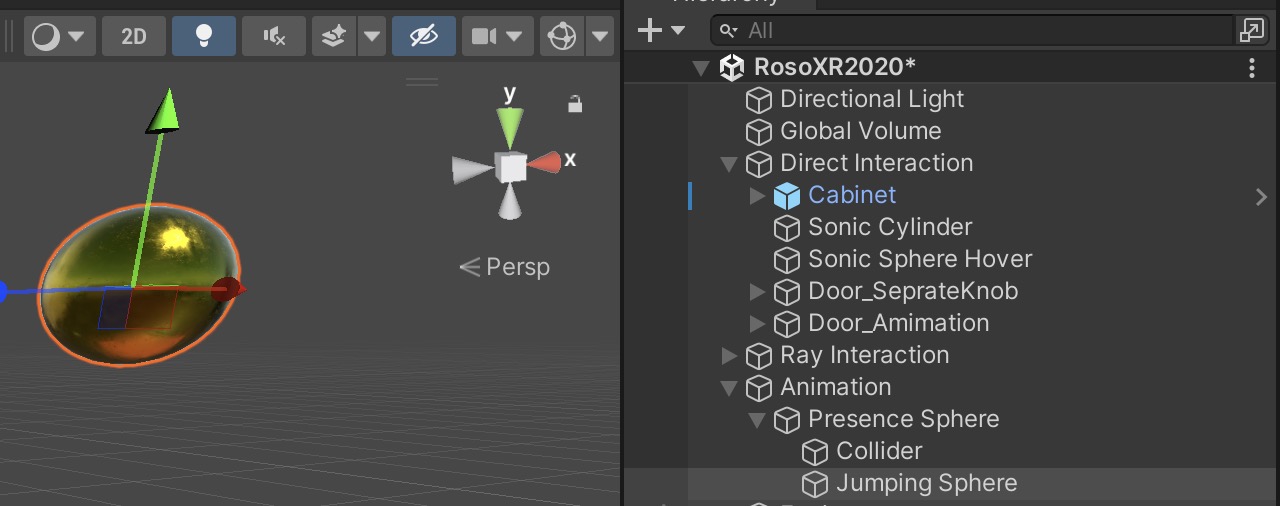 Hierarchy
2D
All
RosoXR2020*
y
x
Persp
Directional Light
Global Volume
Direct Interaction
Cabinet
Sonic Cylinder
Sonic Sphere Hover
Door_SeprateKnob
Door_Amimation
Ray Interaction
Animation
Presence Sphere
Collider
Jumping Sphere